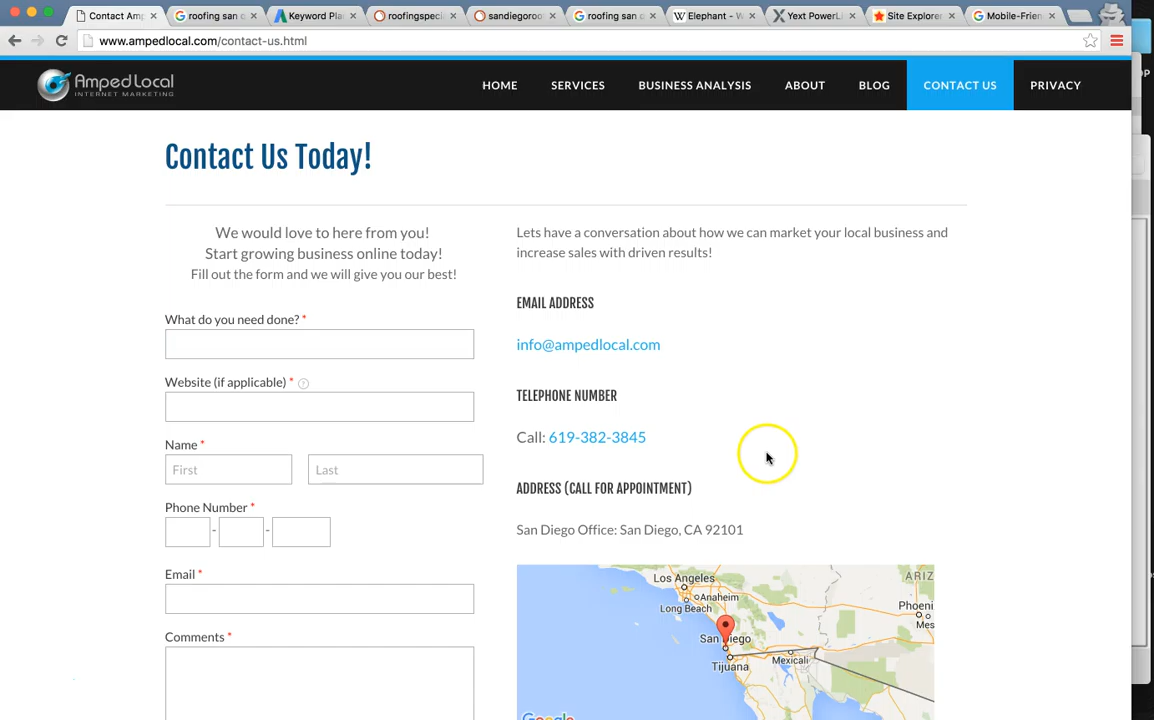 Contact Amp
roofing san d
Keyword Plan
roofingspeci
sandiegoroo
roofing san d
Elephant - W
Yext PowerLi
Site Explorer
Mobile-Frien
www.ampedlocal.com/contact-us.html
Amped Local
INTERNET MARKETING
HOME
SERVICES
BUSINESS ANALYSIS
ABOUT
BLOG
CONTACT US
PRIVACY
Contact Us Today!
We would love to here from you!
Start growing business online today!
Fill out the form and we will give you our best!
What do you need done? *
Website (if applicable) * ?
Name *
First
Last
Phone Number *
- -
Email *
Comments *
Lets have a conversation about how we can market your local business and
increase sales with driven results!
EMAIL ADDRESS
info@ampedlocal.com
TELEPHONE NUMBER
Call: 619-382-3845
ADDRESS (CALL FOR APPOINTMENT)
San Diego Office: San Diego, CA 92101
Los Angeles
Anaheim
Long Beach
San Diego
Tijuana
Mexicali
ARIZ
Phoeni
Mes
Google